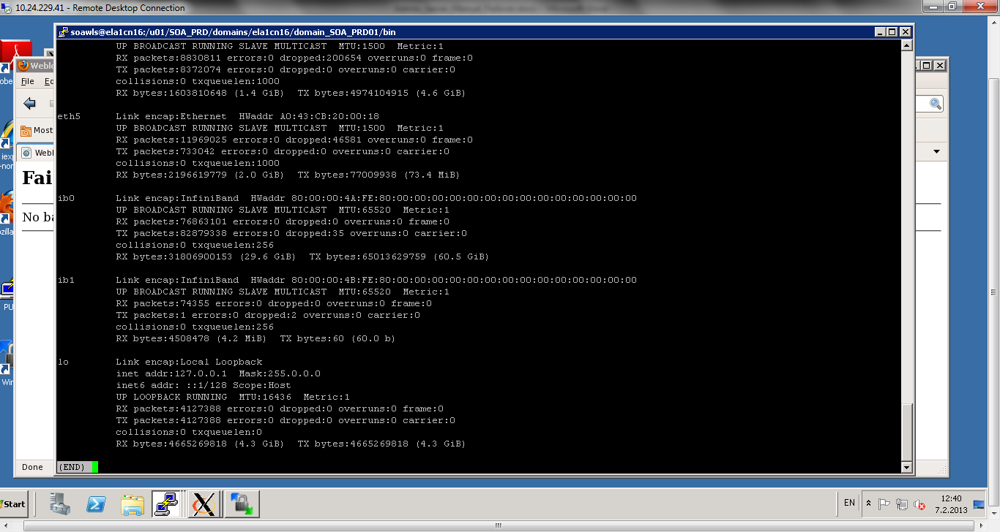 10.24.229.41 - Remote Desktop Connection
soawls@ela1cn16:/u01/SOA_PRD/domains/ela1cn16/domain_SOA_PRD01/bin
UP BROADCAST RUNNING SLAVE MULTICAST  MTU:1500  Metric:1
RX packets:8830811 errors:0 dropped:200654 overruns:0 frame:0
TX packets:8372074 errors:0 dropped:0 overruns:0 carrier:0
collisions:0 txqueuelen:1000
RX bytes:1603810648 (1.4 GiB)  TX bytes:4974104915 (4.6 GiB)
eth5 Link encap:Ethernet  HWaddr A0:43:CB:20:00:18
UP BROADCAST RUNNING SLAVE MULTICAST  MTU:1500  Metric:1
RX packets:11969025 errors:0 dropped:46581 overruns:0 frame:0
TX packets:733042 errors:0 dropped:0 overruns:0 carrier:0
collisions:0 txqueuelen:1000
RX bytes:2196619779 (2.0 GiB)  TX bytes:77009938 (73.4 MiB)
ib0 Link encap:InfiniBand  HWaddr 80:00:00:4A:FE:80:00:00:00:00:00:00:00:00:00:00:00:00:00:00
UP BROADCAST RUNNING SLAVE MULTICAST  MTU:65520  Metric:1
RX packets:76863101 errors:0 dropped:0 overruns:0 frame:0
TX packets:82879338 errors:0 dropped:35 overruns:0 carrier:0
collisions:0 txqueuelen:256
RX bytes:31806900153 (29.6 GiB)  TX bytes:65013629759 (60.5 GiB)
ib1 Link encap:InfiniBand  HWaddr 80:00:00:4B:FE:80:00:00:00:00:00:00:00:00:00:00:00:00:00:00
UP BROADCAST RUNNING SLAVE MULTICAST  MTU:65520  Metric:1
RX packets:74355 errors:0 dropped:0 overruns:0 frame:0
TX packets:1 errors:0 dropped:2 overruns:0 carrier:0
collisions:0 txqueuelen:256
RX bytes:4508478 (4.2 MiB)  TX bytes:60 (60.0 b)
lo Link encap:Local Loopback
inet addr:127.0.0.1  Mask:255.0.0.0
inet6 addr: ::1/128 Scope:Host
UP LOOPBACK RUNNING  MTU:16436  Metric:1
RX packets:4127388 errors:0 dropped:0 overruns:0 frame:0
TX packets:4127388 errors:0 dropped:0 overruns:0 carrier:0
collisions:0 txqueuelen:0
RX bytes:4665269818 (4.3 GiB)  TX bytes:4665269818 (4.3 GiB)
(END)
Weblo
File Ed
Most
Webl
Fai
No ba
Done
obe
iexp
-nor
ozilla
PU
Win
Start
EN
12:40
7.2.2013